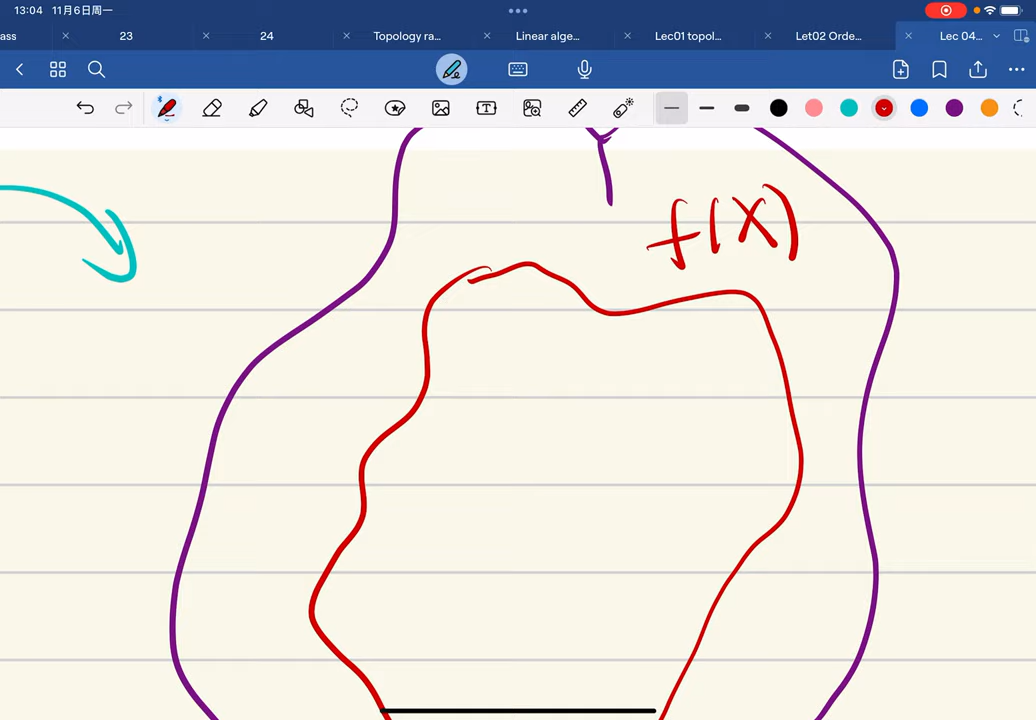 13:04 11月6日周一
ass 23 24 Topology ra... Linear alge... Lec01 topol... Let02 Orde... Lec 04...
T
Y
f(X)